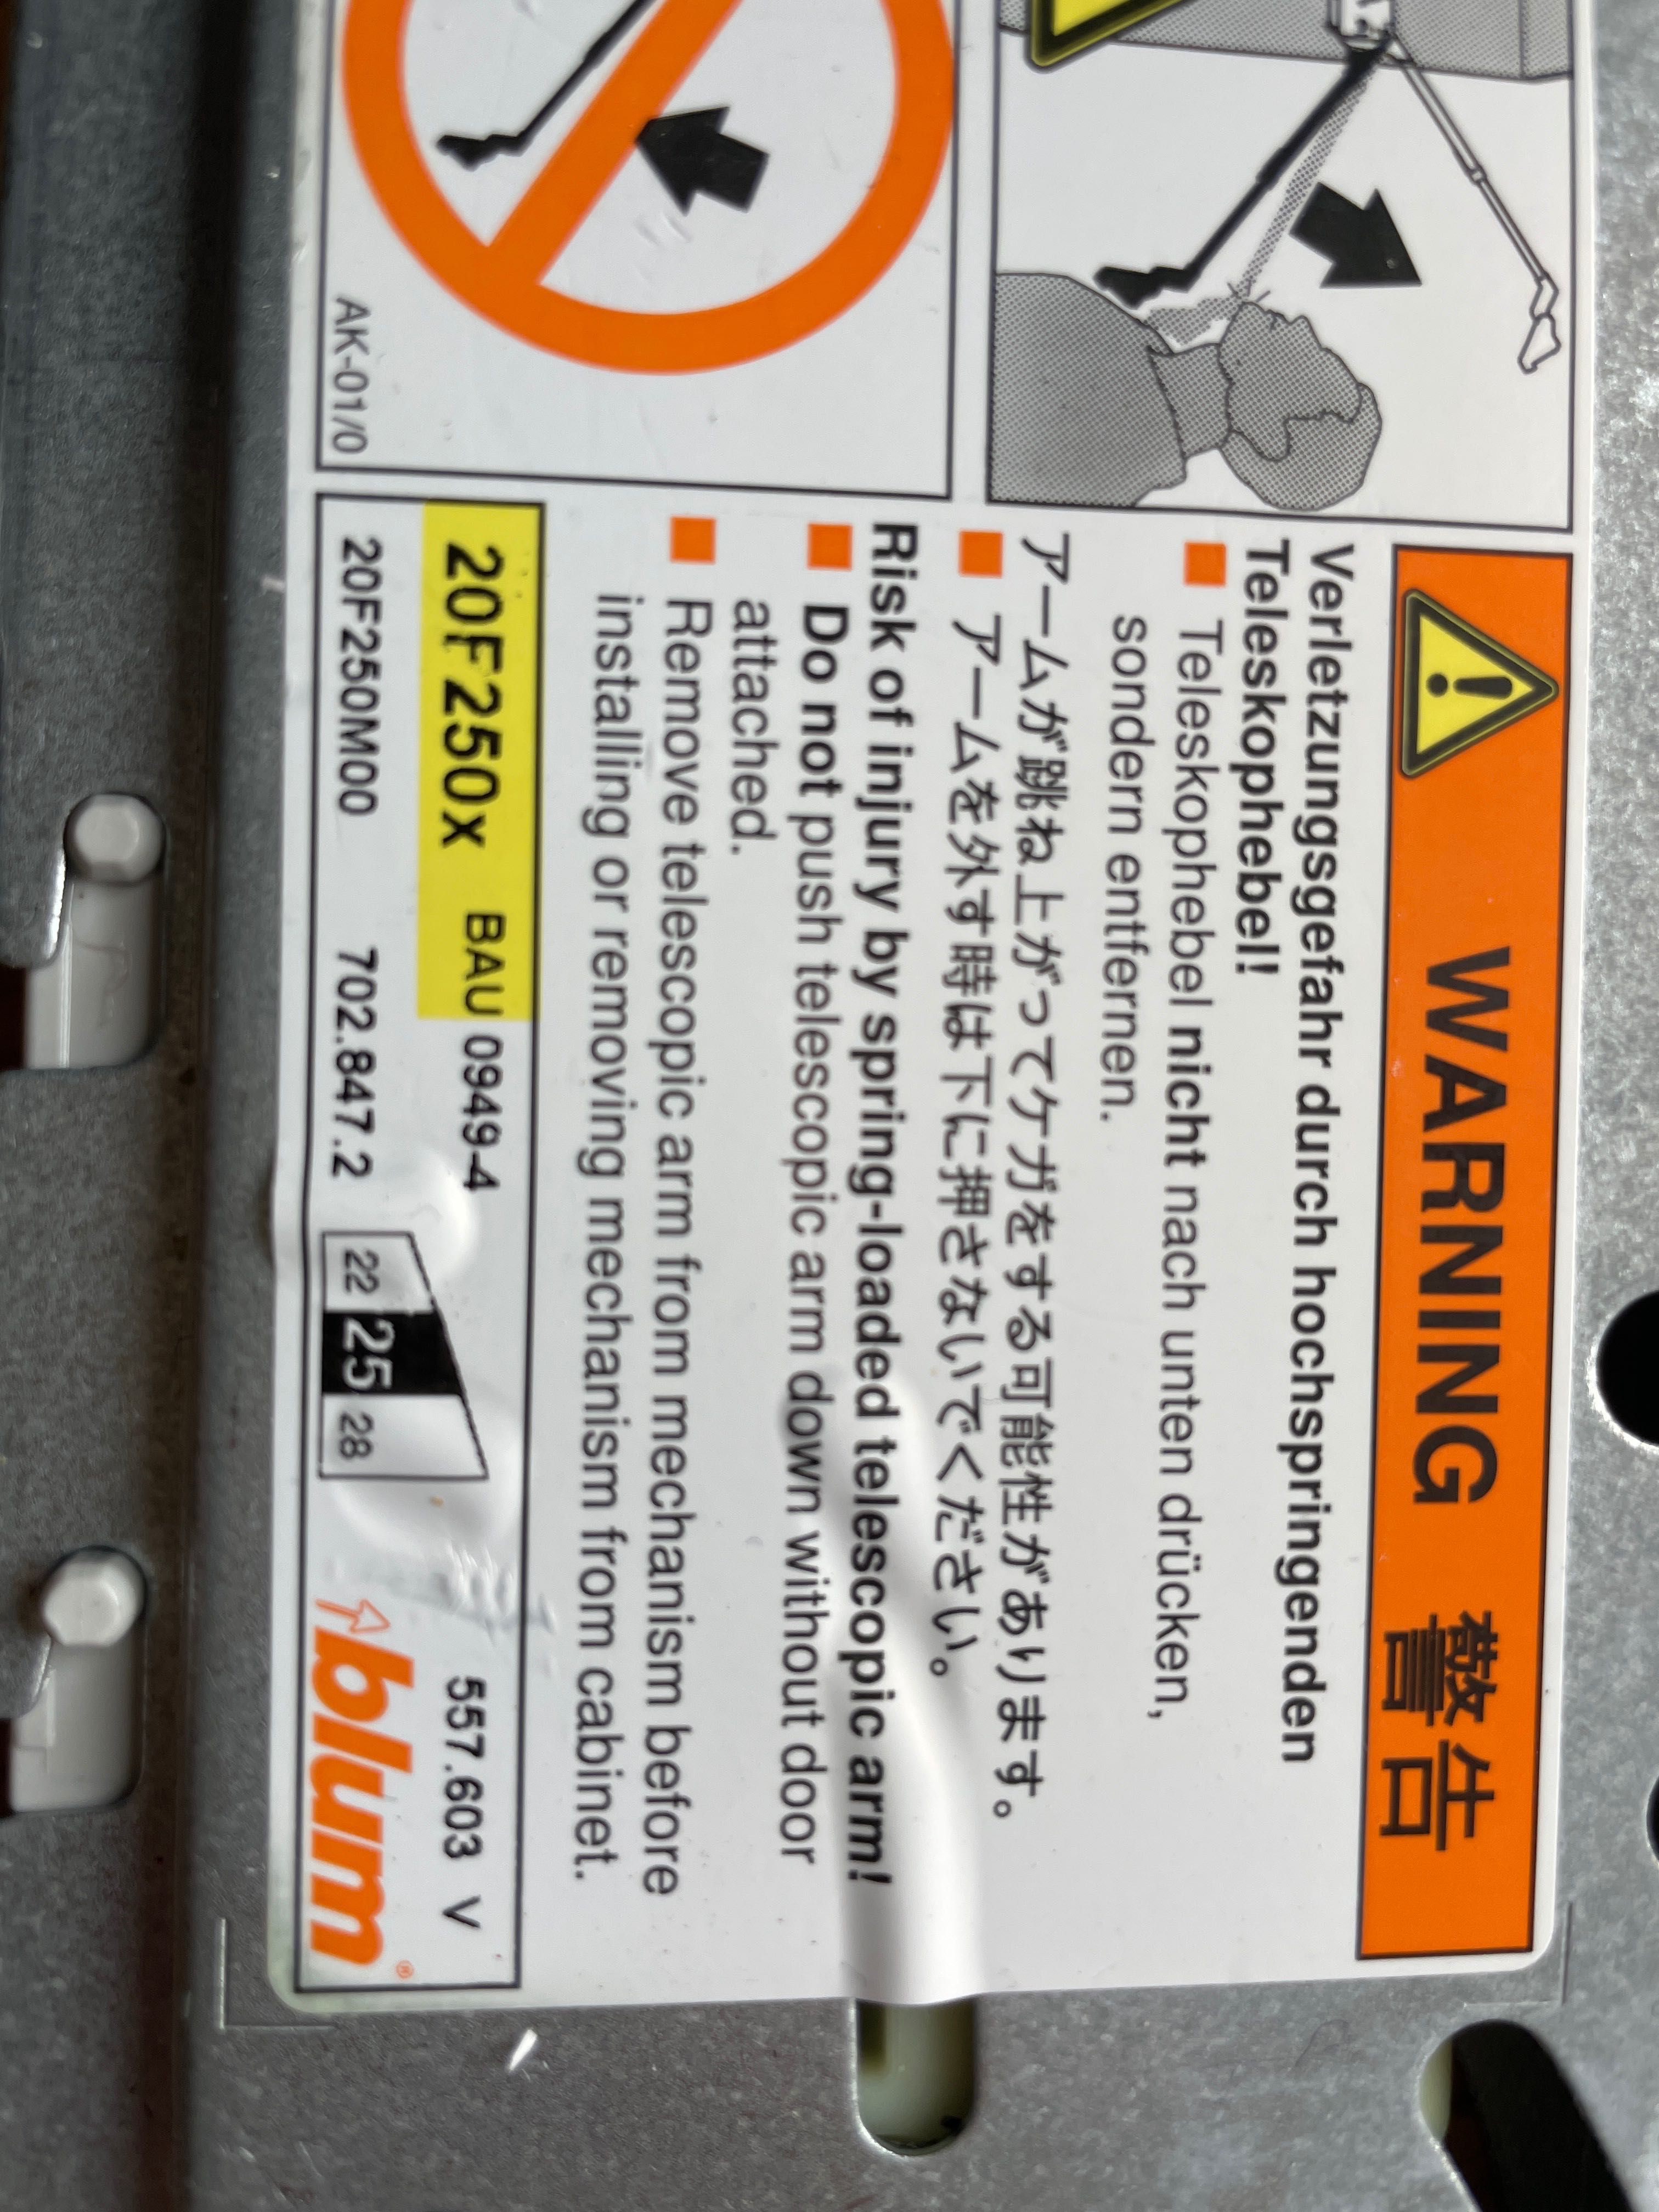 WARNING 警告
Verletzungsgefahr durch hochspringenden
Teleskophebel!
Teleskophebel nicht nach unten drücken,
sondern entfernen.
アームが跳ね上がってケガをする可能性があります。
アームを外す時は下に押さないでください。
Risk of injury by spring-loaded telescopic arm!
Do not push telescopic arm down without door
attached.
Remove telescopic arm from mechanism before
installing or removing mechanism from cabinet.
AK-01/0
20F250x BAU 0949-4 557.603 V
20F250M00 702.847.2 22 25 28 blum®